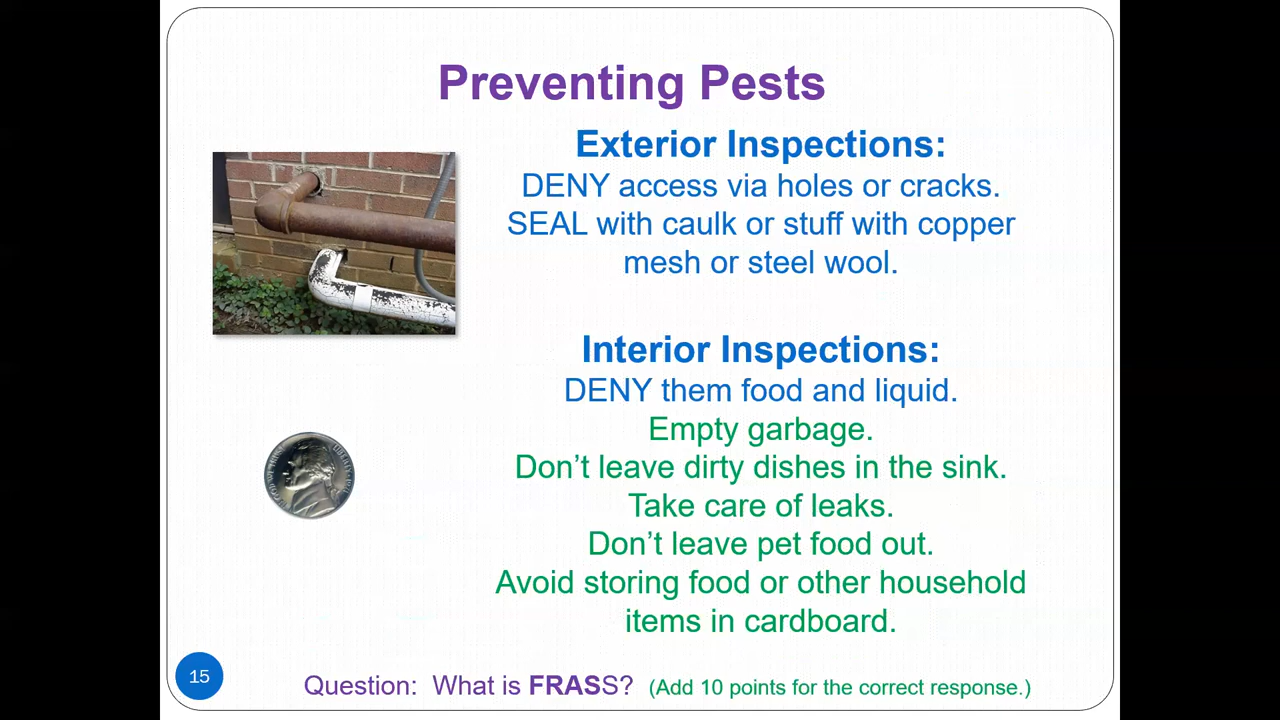 Preventing Pests
Exterior Inspections:
DENY access via holes or cracks.
SEAL with caulk or stuff with copper
mesh or steel wool.
Interior Inspections:
DENY them food and liquid.
Empty garbage.
Don’t leave dirty dishes in the sink.
Take care of leaks.
Don’t leave pet food out.
Avoid storing food or other household
items in cardboard.
15
Question: What is FRASS? (Add 10 points for the correct response.)